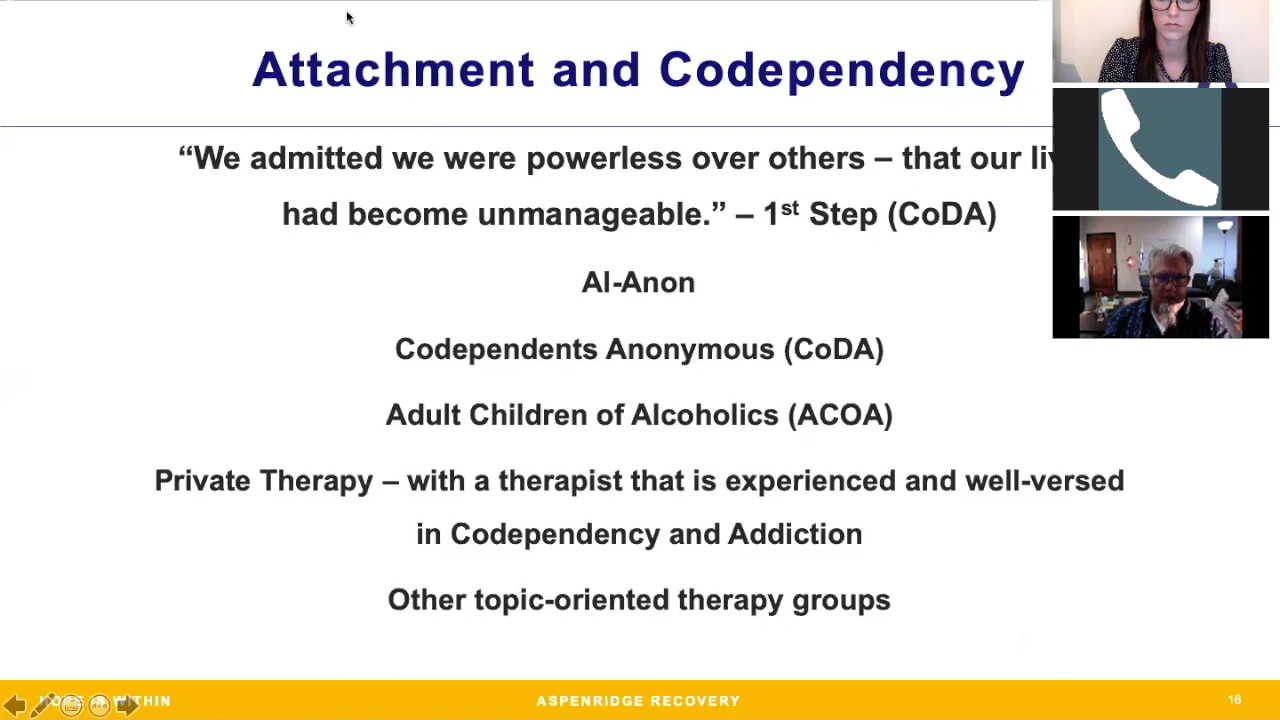 Attachment and Codependency
“We admitted we were powerless over others – that our
had become unmanageable.” – 1st Step (CoDA)
Al-Anon
Codependents Anonymous (CoDA)
Adult Children of Alcoholics (ACOA)
Private Therapy – with a therapist that is experienced and well-versed
in Codependency and Addiction
Other topic-oriented therapy groups
HOPE IS WITHIN
ASPENRIDGE RECOVERY
16